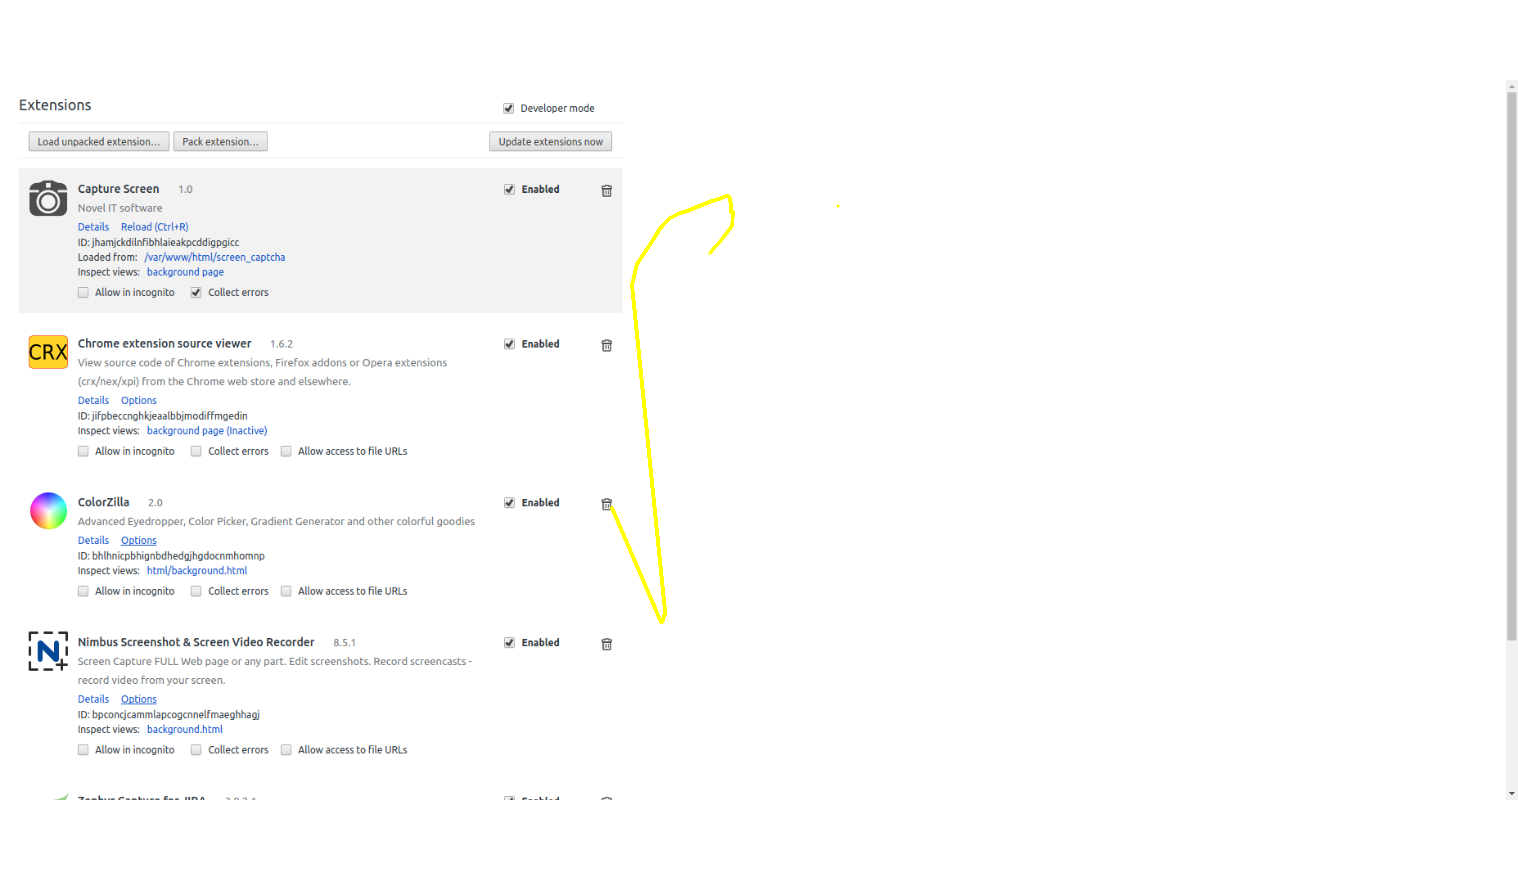 Extensions
Developer mode
Load unpacked extension...
Pack extension...
Update extensions now
Capture Screen 1.0
Enabled
Novel IT software
Details Reload (Ctrl+R)
ID: jhamjckdilnfibhlaieakpcddigpgicc
Loaded from: /var/www/html/screen_captcha
Inspect views: background page
Allow in incognito Collect errors
CRX
Chrome extension source viewer 1.6.2
Enabled
View source code of Chrome extensions, Firefox addons or Opera extensions
(crx/nex/xpi) from the Chrome web store and elsewhere.
Details Options
ID: jifpbeccnghkjeaalbbjmodiffmgedin
Inspect views: background page (Inactive)
Allow in incognito Collect errors Allow access to file URLs
ColorZilla 2.0
Enabled
Advanced Eyedropper, Color Picker, Gradient Generator and other colorful goodies
Details Options
ID: bhlhnicpbhignbdhedgjhgdocnmhomnp
Inspect views: html/background.html
Allow in incognito Collect errors Allow access to file URLs
N
Nimbus Screenshot & Screen Video Recorder 8.5.1
Enabled
Screen Capture FULL Web page or any part. Edit screenshots. Record screencasts -
record video from your screen.
Details Options
ID: bpconcjcammlapcogcnnelfmaeghhagj
Inspect views: background.html
Allow in incognito Collect errors Allow access to file URLs
Capture for JIRA
Enabled